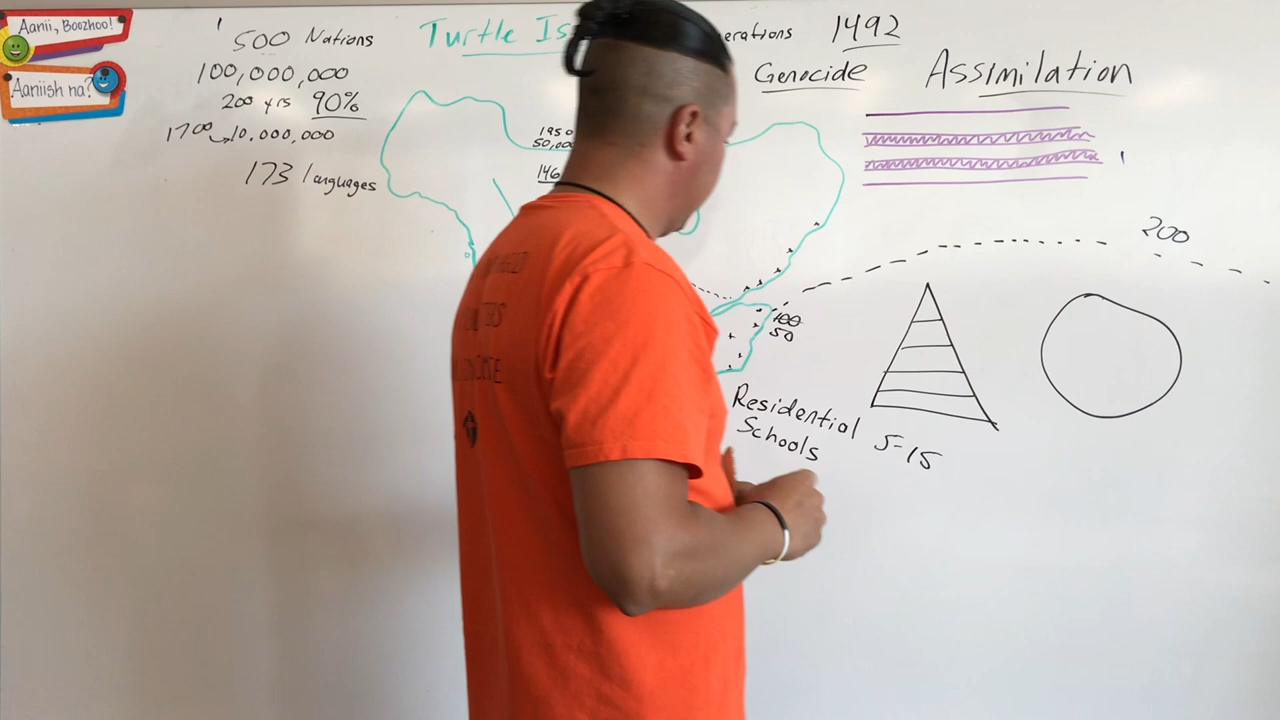 Aanii, Boozhoo!
Aaniish na?
500 Nations
100,000,000
200 yrs 90%
1700 10,000,000
173 languages
Turtle Is
erations 1492
Genocide
Assimilation
1950
50,000
146
200
100
50
Residential
Schools
5-15